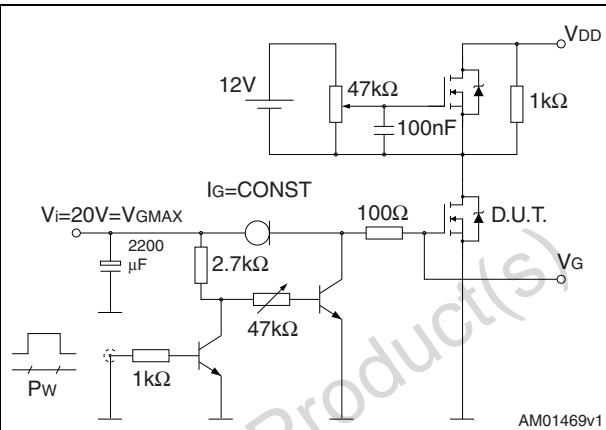 VDD
12V
47kΩ
1kΩ
100nF
IG=CONST
Vi=20V=VGMAX
100Ω
D.U.T.
2200
μF
2.7kΩ
VG
47kΩ
1kΩ
PW
Product(s)
AM01469v1